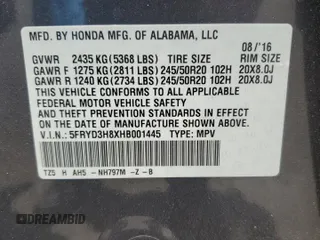 MFD. BY HONDA MFG. OF ALABAMA, LLC
08/'16
GVWR 2435 KG (5368 LBS) TIRE SIZE RIM SIZE
GAWR F 1275 KG (2811 LBS) 245/50R20 102H 20X8.0J
GAWR R 1240 KG (2734 LBS) 245/50R20 102H 20X8.0J
THIS VEHICLE CONFORMS TO ALL APPLICABLE
FEDERAL MOTOR VEHICLE SAFETY, BUMPER,
AND THEFT PREVENTION STANDARDS IN EFFECT
ON THE DATE OF MANUFACTURE SHOWN ABOVE.
V.I.N.: 5FRYD3H8XHB001445 TYPE: MPV
TZ5 H AH5 - NH797M -Z - B
© DREAMBID